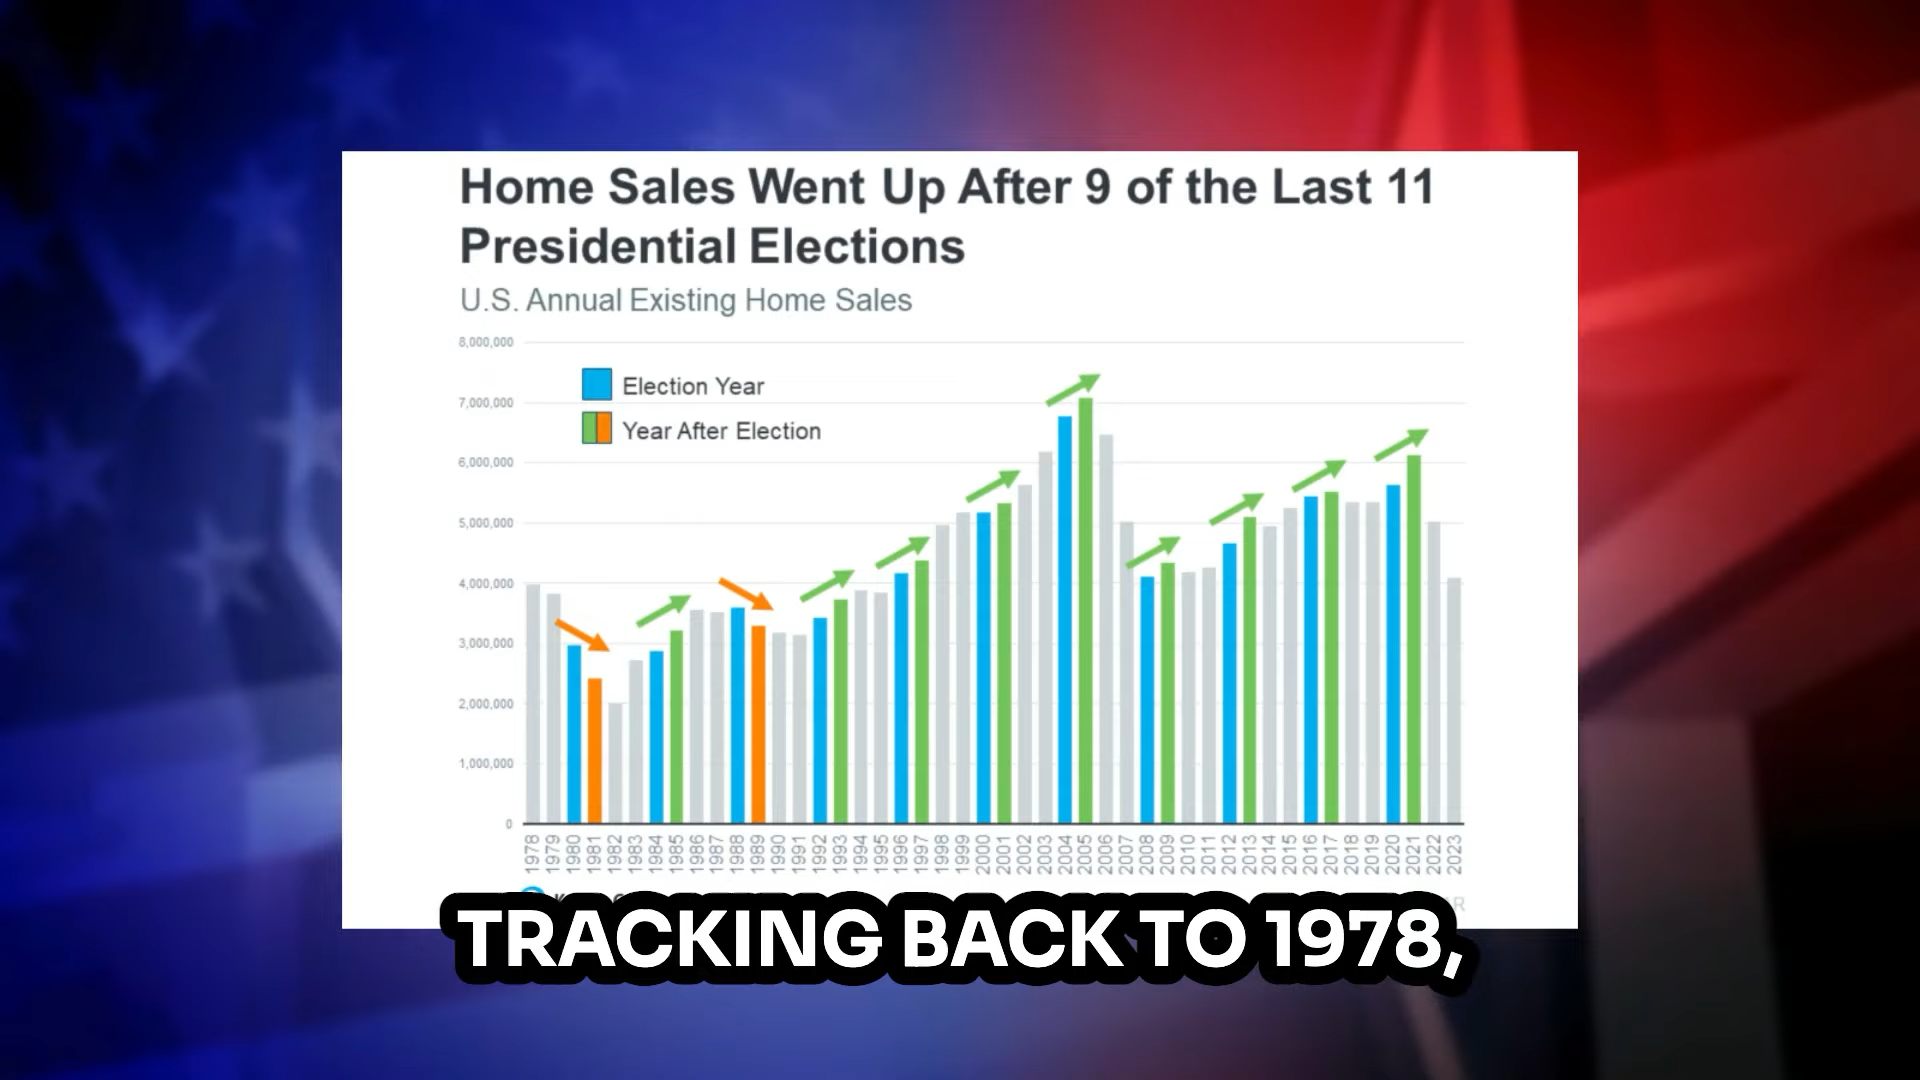 Home Sales Went Up After 9 of the Last 11
Presidential Elections
U.S. Annual Existing Home Sales
8,000,000
Election Year
7,000,000
Year After Election
6,000,000
5,000,000
4,000,000
3,000,000
2,000,000
1,000,000
0
1978 1979 1980 1981 1982 1983 1984 1985 1986 1987 1988 1989 1990 1991 1992 1993 1994 1995 1996 1997 1998 1999 2000 2001 2002 2003 2004 2005 2006 2007 2008 2009 2010 2011 2012 2013 2014 2015 2016 2017 2018 2019 2020 2021 2022 2023
TRACKING BACK TO 1978,